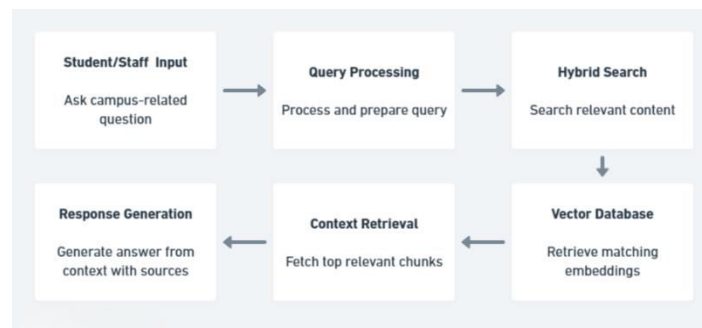 Student/Staff Input
Ask campus-related
question
Query Processing
Process and prepare query
Hybrid Search
Search relevant content
Response Generation
Generate answer from
context with sources
Context Retrieval
Fetch top relevant chunks
Vector Database
Retrieve matching
embeddings